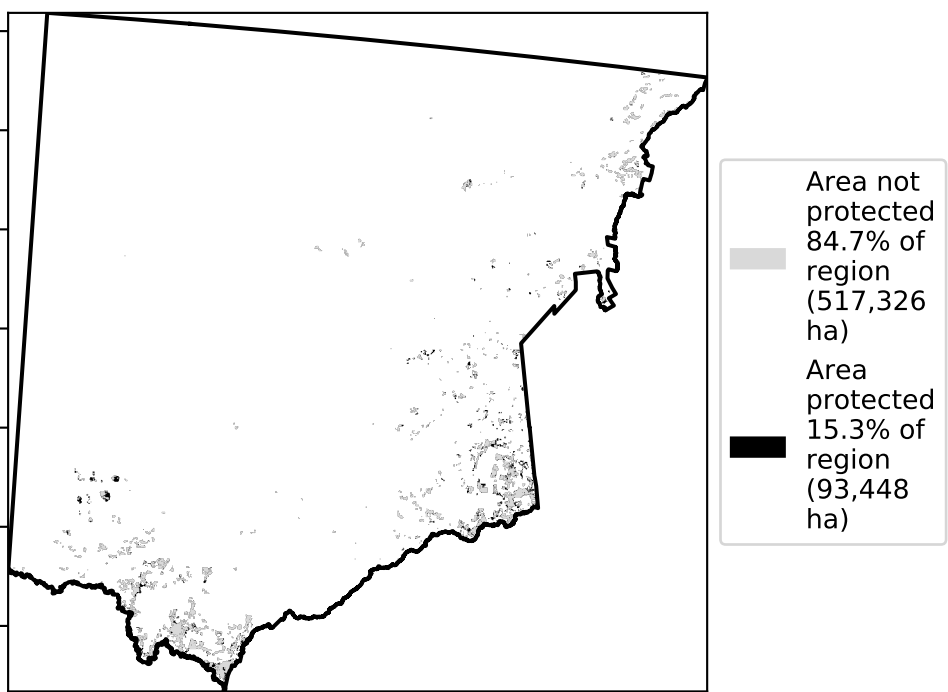 Area not
protected
84.7% of
region
(517,326
ha)
Area
protected
15.3% of
region
(93,448
ha)